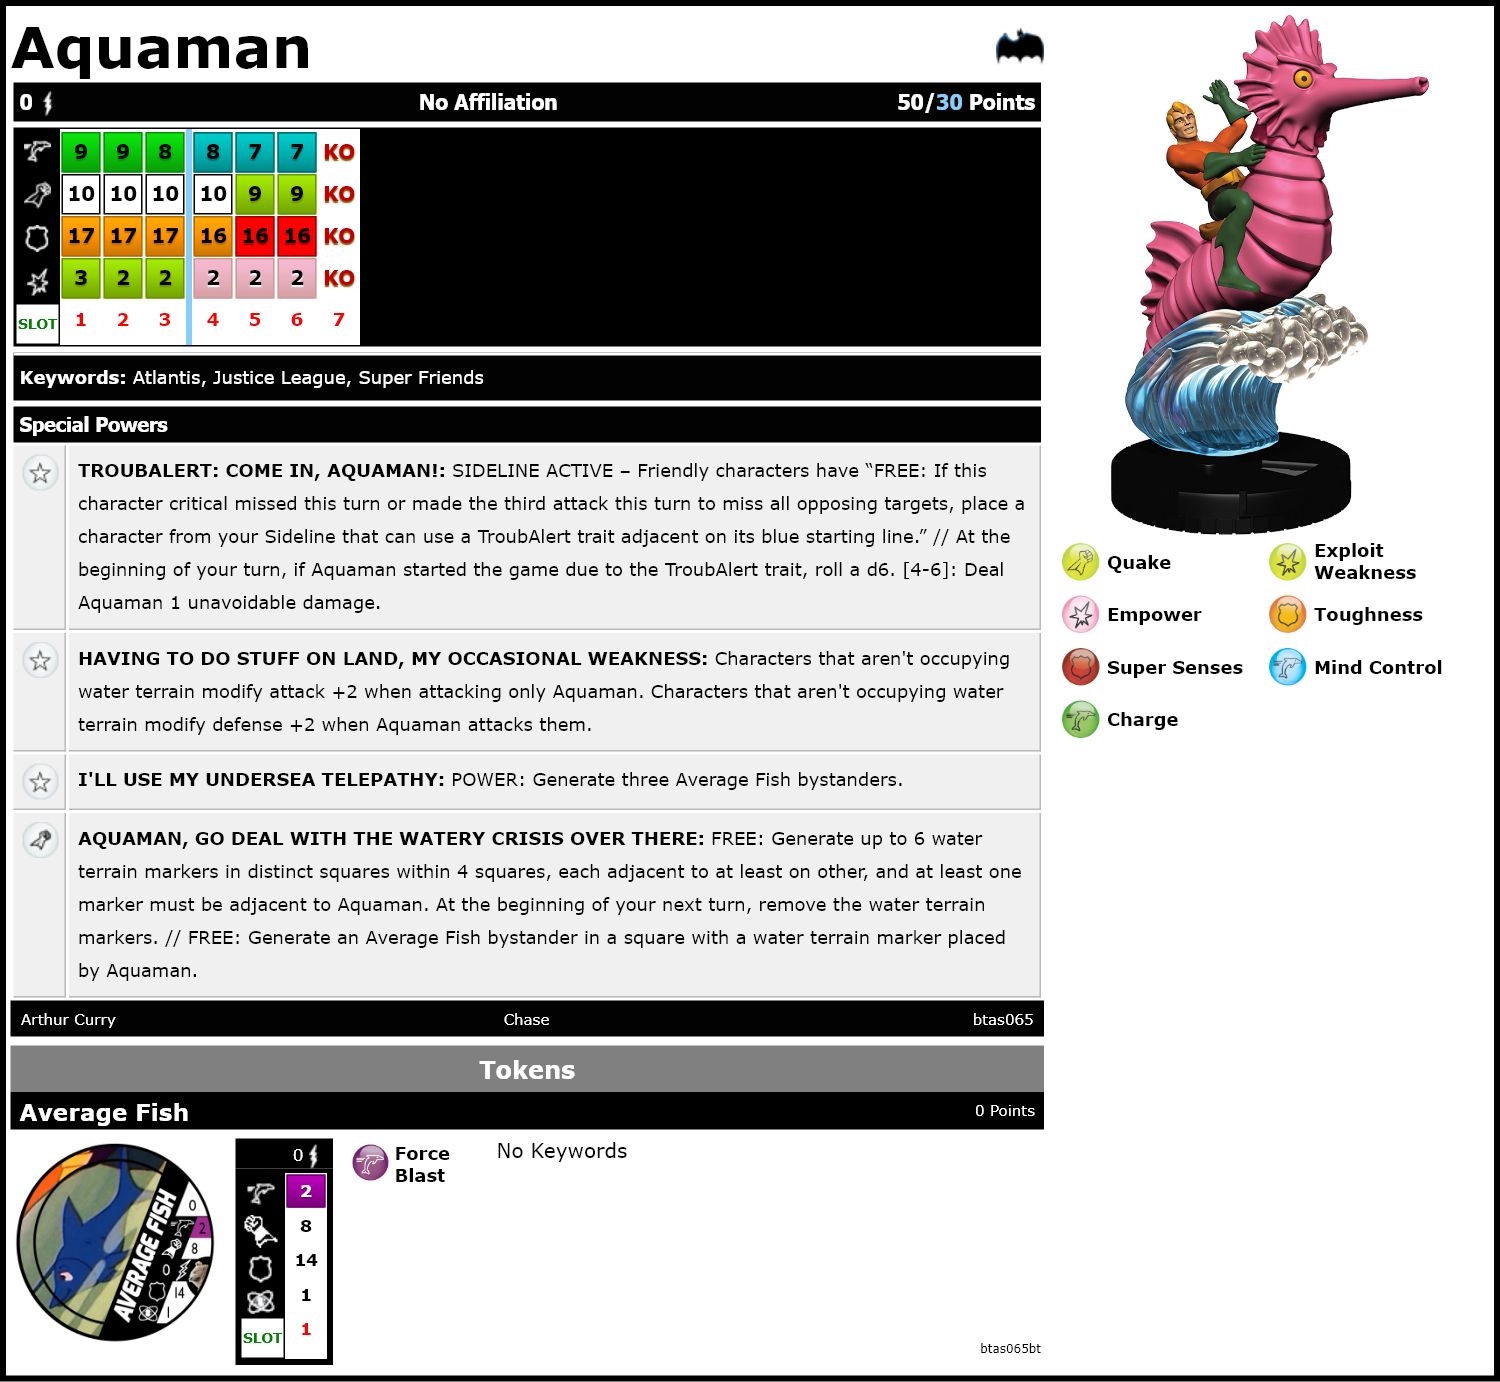 Aquaman
0 No Affiliation 50/30 Points
9 9 8 8 7 7 KO
10 10 10 10 9 9 KO
17 17 17 16 16 16 KO
3 2 2 2 2 2 KO
SLOT 1 2 3 4 5 6 7
Keywords: Atlantis, Justice League, Super Friends
Special Powers
TROUBALERT: COME IN, AQUAMAN!: SIDELINE ACTIVE – Friendly characters have “FREE: If this
character critical missed this turn or made the third attack this turn to miss all opposing targets, place a
character from your Sideline that can use a TroubAlert trait adjacent on its blue starting line.” // At the
beginning of your turn, if Aquaman started the game due to the TroubAlert trait, roll a d6. [4-6]: Deal
Aquaman 1 unavoidable damage.
HAVING TO DO STUFF ON LAND, MY OCCASIONAL WEAKNESS: Characters that aren't occupying
water terrain modify attack +2 when attacking only Aquaman. Characters that aren't occupying water
terrain modify defense +2 when Aquaman attacks them.
I'LL USE MY UNDERSEA TELEPATHY: POWER: Generate three Average Fish bystanders.
AQUAMAN, GO DEAL WITH THE WATERY CRISIS OVER THERE: FREE: Generate up to 6 water
terrain markers in distinct squares within 4 squares, each adjacent to at least on other, and at least one
marker must be adjacent to Aquaman. At the beginning of your next turn, remove the water terrain
markers. // FREE: Generate an Average Fish bystander in a square with a water terrain marker placed
by Aquaman.
Arthur Curry Chase btas065
Quake
Exploit
Weakness
Empower
Toughness
Super Senses
Mind Control
Charge
Tokens
Average Fish 0 Points
AVERAGE FISH
0
2
8
0
14
1
0
2
8
14
1
SLOT 1
Force
Blast
No Keywords
btas065bt